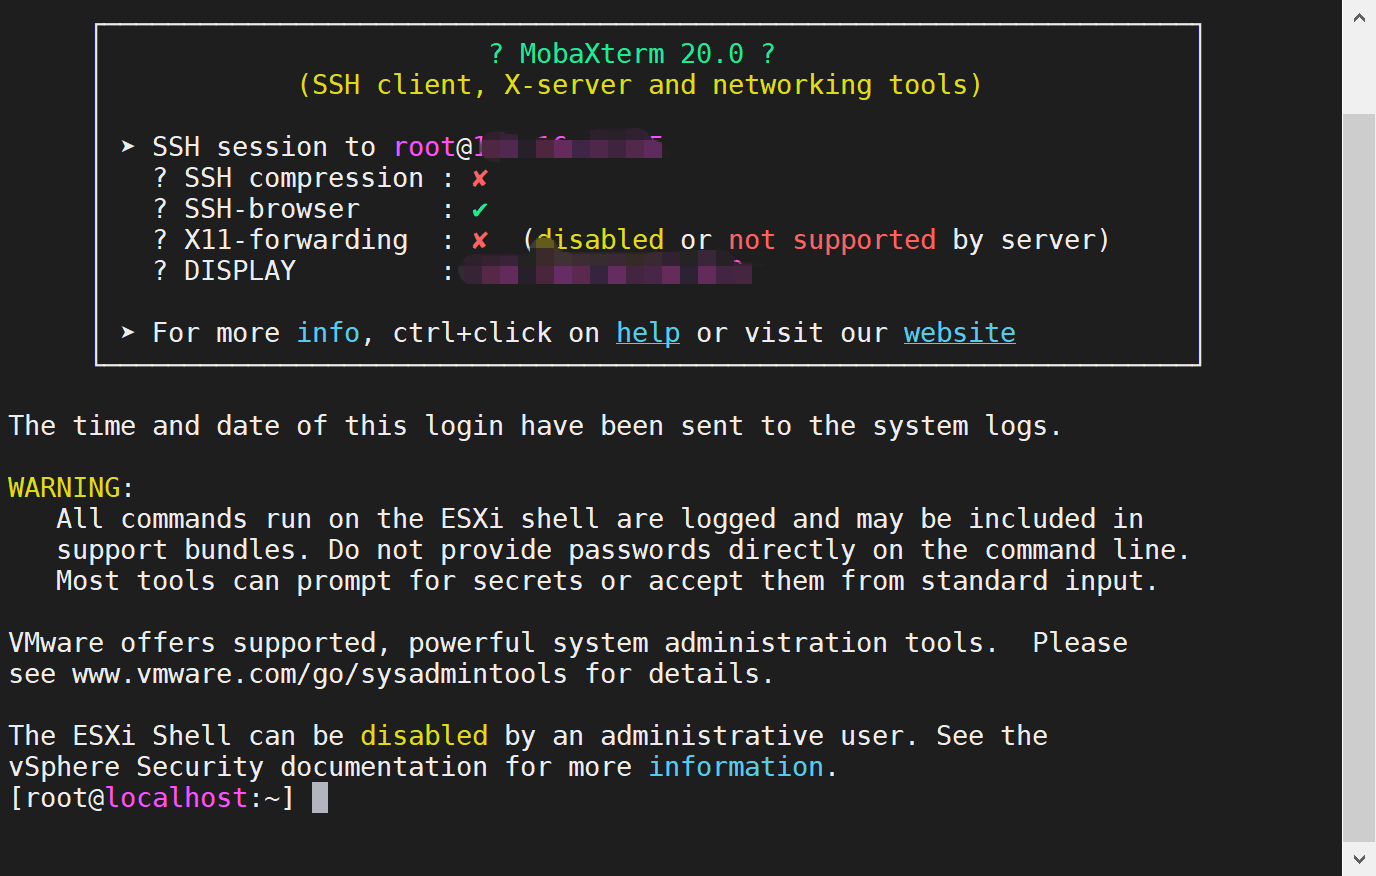 ? MobaXterm 20.0 ?
(SSH client, X-server and networking tools)
➤ SSH session to root@
? SSH compression : ✘
? SSH-browser     : ✔
? X11-forwarding  : ✘  (disabled or not supported by server)
? DISPLAY         :
➤ For more info, ctrl+click on help or visit our website
The time and date of this login have been sent to the system logs.
WARNING:
All commands run on the ESXi shell are logged and may be included in
support bundles. Do not provide passwords directly on the command line.
Most tools can prompt for secrets or accept them from standard input.
VMware offers supported, powerful system administration tools.  Please
see www.vmware.com/go/sysadmintools for details.
The ESXi Shell can be disabled by an administrative user. See the
vSphere Security documentation for more information.
[root@localhost:~]